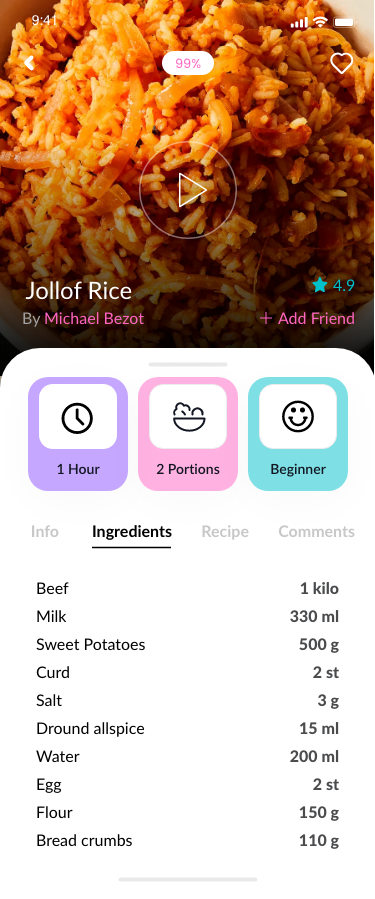 9:41
99%
Jollof Rice
4.9
By Michael Bezot
+ Add Friend
1 Hour
2 Portions
Beginner
Info
Ingredients
Recipe
Comments
Beef 1 kilo
Milk 330 ml
Sweet Potatoes 500 g
Curd 2 st
Salt 3 g
Dround allspice 15 ml
Water 200 ml
Egg 2 st
Flour 150 g
Bread crumbs 110 g